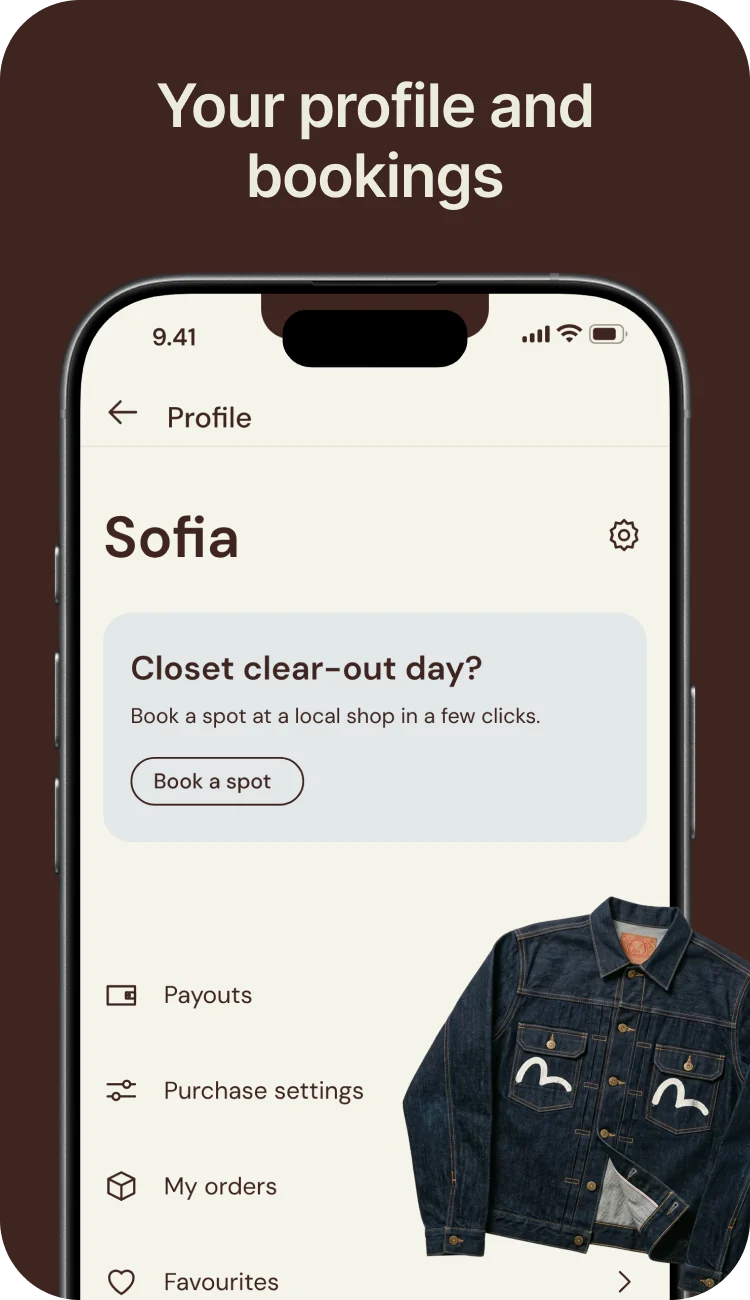 Your profile and
bookings
9.41
Profile
Sofia
Closet clear-out day?
Book a spot at a local shop in a few clicks.
Book a spot
Payouts
Purchase settings
My orders
Favourites